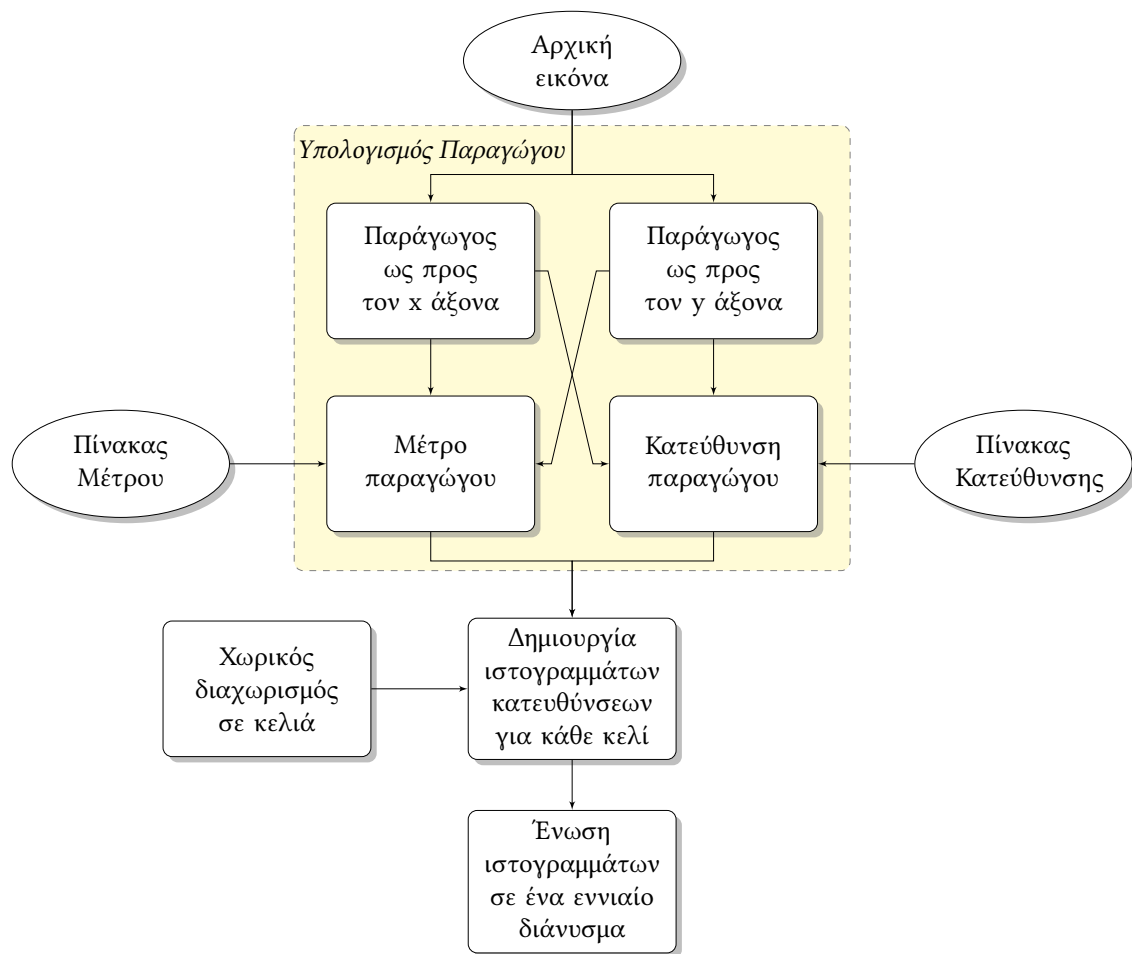 Αρχική
εικόνα
Υπολογισμός Παραγώγου
Παράγωγος
ως προς
τον x άξονα
Παράγωγος
ως προς
τον y άξονα
Πίνακας
Μέτρου
Μέτρο
παραγώγου
Κατεύθυνση
παραγώγου
Πίνακας
Κατεύθυνσης
Χωρικός
διαχωρισμός
σε κελιά
Δημιουργία
ιστογραμμάτων
κατευθύνσεων
για κάθε κελί
Ένωση
ιστογραμμάτων
σε ένα εννιαίο
διάνυσμα